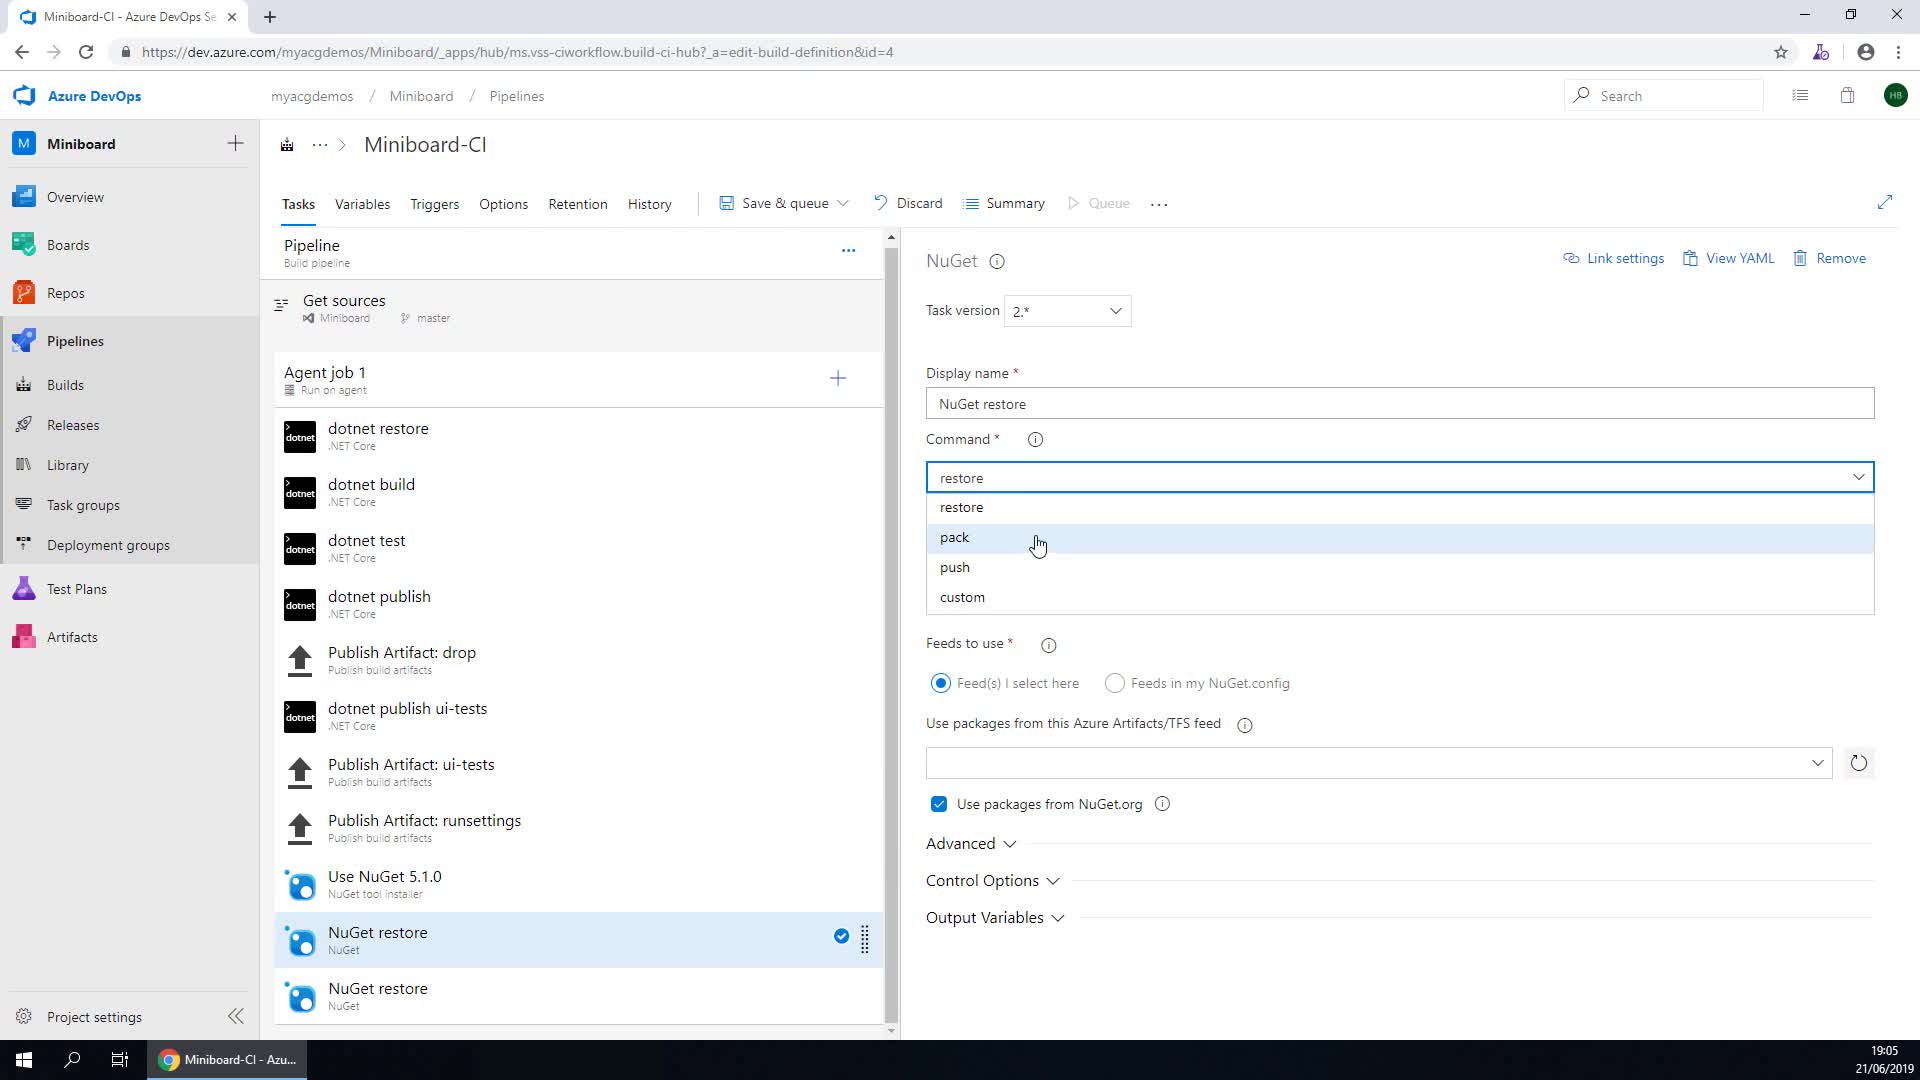 Miniboard-CI - Azure DevOps Se
https://dev.azure.com/myacgdemos/Miniboard/_apps/hub/ms.vss-ciworkflow.build-ci-hub?_a=edit-build-definition&id=4
Azure DevOps
myacgdemos / Miniboard / Pipelines
Search
HB
M Miniboard
Overview
Boards
Repos
Pipelines
Builds
Releases
Library
Task groups
Deployment groups
Test Plans
Artifacts
Project settings
... > Miniboard-CI
Tasks Variables Triggers Options Retention History Save & queue Discard Summary Queue ...
Pipeline
Build pipeline
Get sources
Miniboard master
Agent job 1
Run on agent
dotnet
dotnet restore
.NET Core
dotnet
dotnet build
.NET Core
dotnet
dotnet test
.NET Core
dotnet
dotnet publish
.NET Core
Publish Artifact: drop
Publish build artifacts
dotnet
dotnet publish ui-tests
.NET Core
Publish Artifact: ui-tests
Publish build artifacts
Publish Artifact: runsettings
Publish build artifacts
Use NuGet 5.1.0
NuGet tool installer
NuGet restore
NuGet
NuGet restore
NuGet
NuGet
Link settings View YAML Remove
Task version 2.*
Display name *
NuGet restore
Command *
restore
restore
pack
push
custom
Feeds to use *
Feed(s) I select here Feeds in my NuGet.config
Use packages from this Azure Artifacts/TFS feed
Use packages from NuGet.org
Advanced
Control Options
Output Variables
Miniboard-CI - Azu...
19:05
21/06/2019